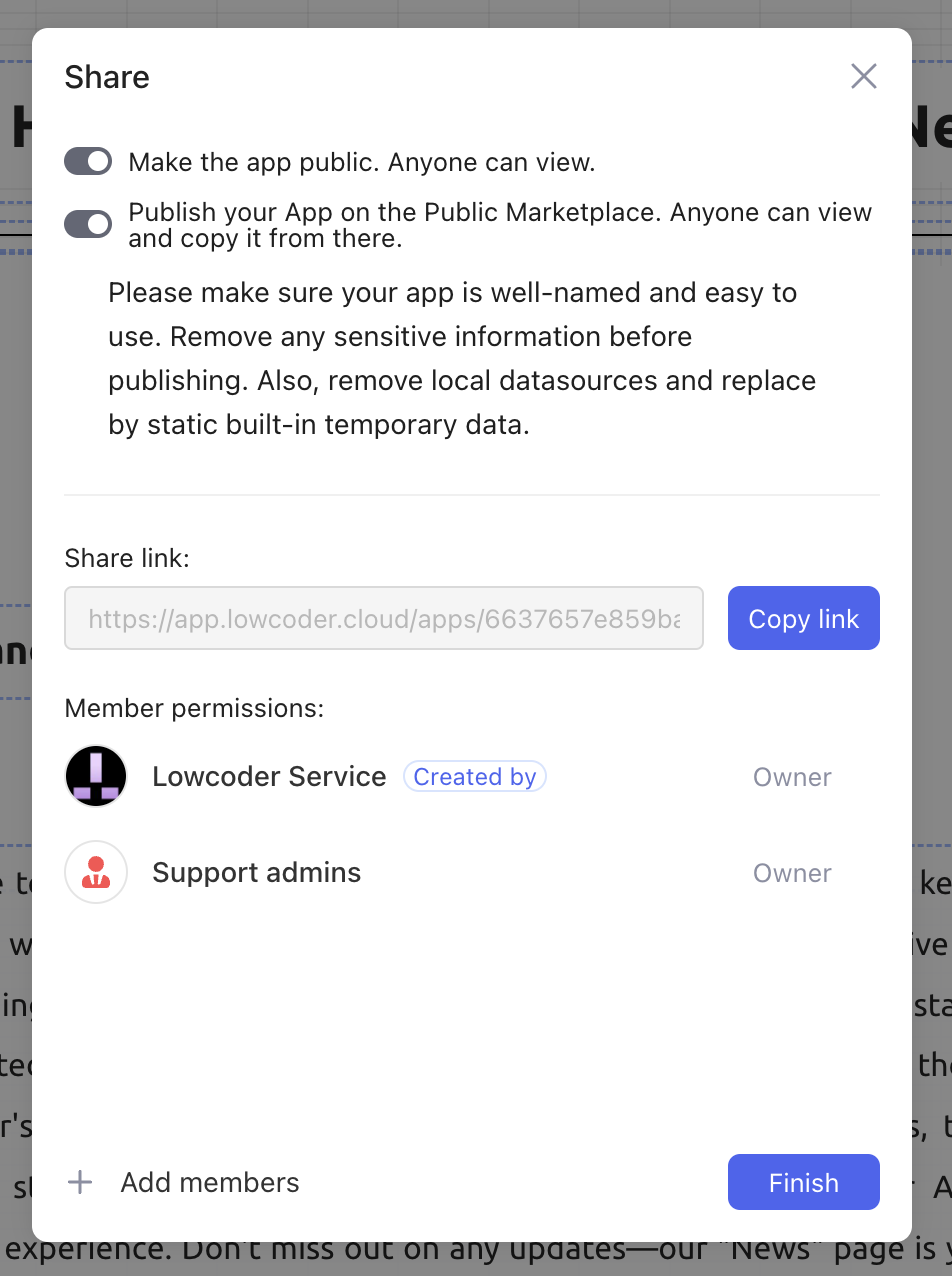 Share
Make the app public. Anyone can view.
Publish your App on the Public Marketplace. Anyone can view
and copy it from there.
Please make sure your app is well-named and easy to
use. Remove any sensitive information before
publishing. Also, remove local datasources and replace
by static built-in temporary data.
Share link:
https://app.lowcoder.cloud/apps/6637657e859ba
Copy link
Member permissions:
Lowcoder Service
Created by
Owner
Support admins
Owner
Add members
Finish
experience. Don't miss out on any updates—our "News" page is